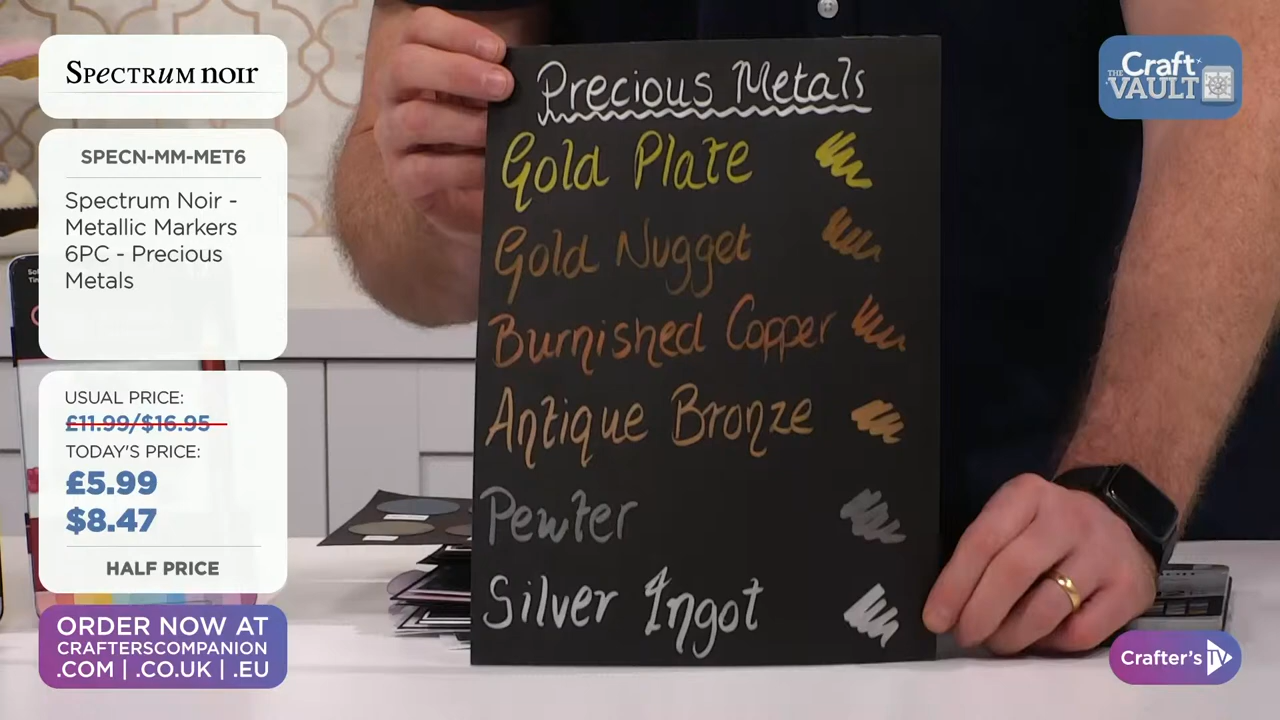 SPECTRUM NOIR
SPECN-MM-MET6
Spectrum Noir -
Metallic Markers
6PC - Precious
Metals
USUAL PRICE:
£11.99/$16.95
TODAY'S PRICE:
£5.99
$8.47
HALF PRICE
ORDER NOW AT
CRAFTERSCOMPANION
.COM | .CO.UK | .EU
Precious Metals
Gold Plate
Gold Nugget
Burnished Copper
Antique Bronze
Pewter
Silver Ingot
THE Craft
VAULT
Crafter's TV